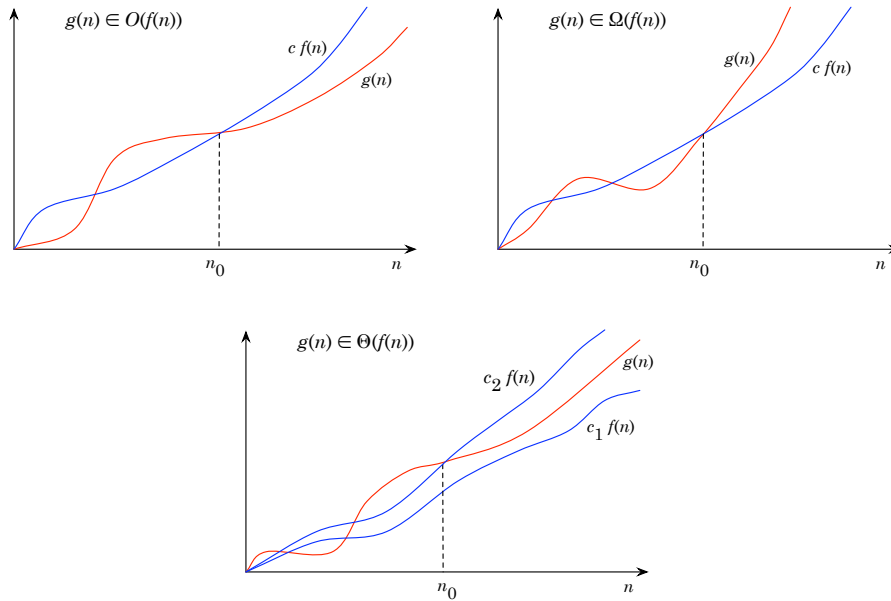 g(n) ∈ O(f(n))
c f(n)
g(n)
n₀
n
g(n) ∈ Ω(f(n))
g(n)
c f(n)
n₀
n
g(n) ∈ Θ(f(n))
c₂ f(n)
g(n)
c₁ f(n)
n₀
n